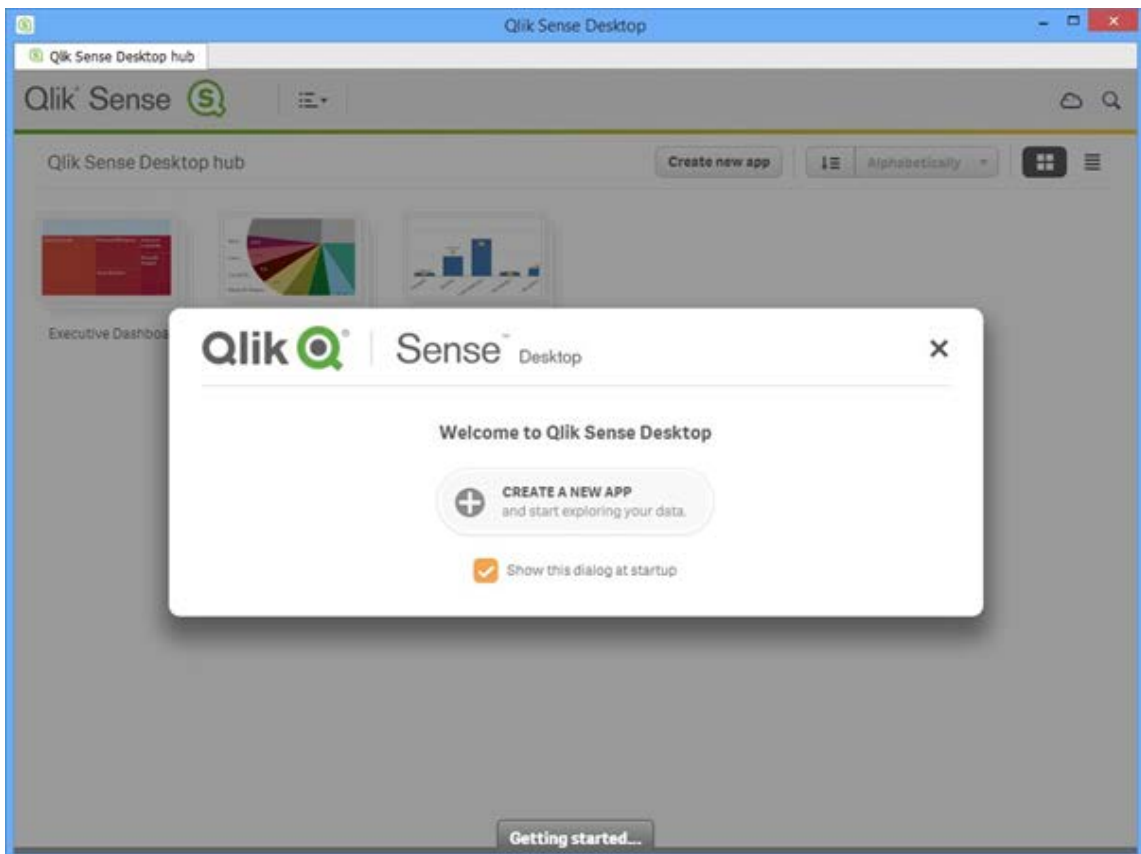 Qlik Sense Desktop
Qlik Sense Desktop hub
Qlik Sense
Qlik Sense Desktop hub
Create new app
Alphabetically
Executive Dashboa
Qlik Sense™ Desktop
Welcome to Qlik Sense Desktop
CREATE A NEW APP
and start exploring your data.
Show this dialog at startup
Getting started...